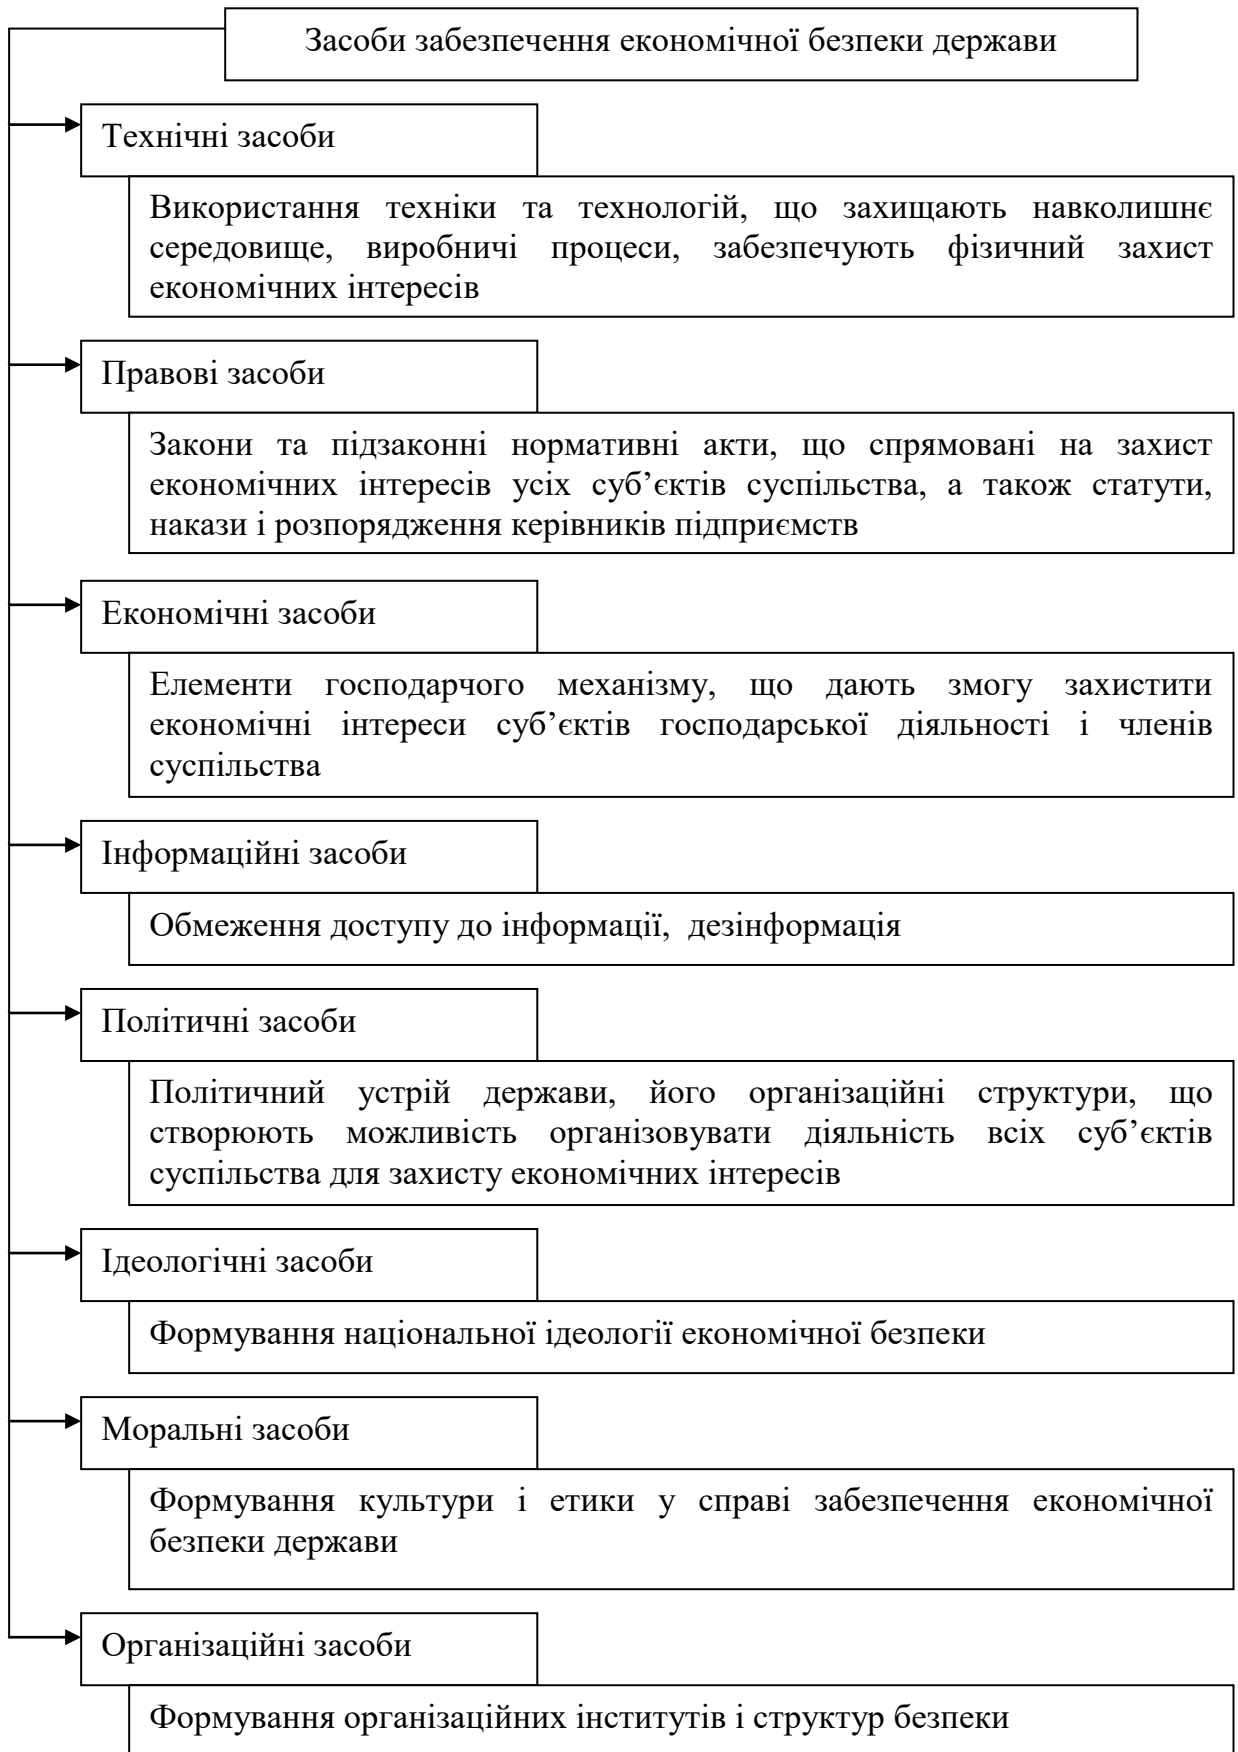 Засоби забезпечення економічної безпеки держави
Технічні засоби
Використання техніки та технологій, що захищають навколишнє
середовище, виробничі процеси, забезпечують фізичний захист
економічних інтересів
Правові засоби
Закони та підзаконні нормативні акти, що спрямовані на захист
економічних інтересів усіх суб’єктів суспільства, а також статути,
накази і розпорядження керівників підприємств
Економічні засоби
Елементи господарчого механізму, що дають змогу захистити
економічні інтереси суб’єктів господарської діяльності і членів
суспільства
Інформаційні засоби
Обмеження доступу до інформації, дезінформація
Політичні засоби
Політичний устрій держави, його організаційні структури, що
створюють можливість організовувати діяльність всіх суб’єктів
суспільства для захисту економічних інтересів
Ідеологічні засоби
Формування національної ідеології економічної безпеки
Моральні засоби
Формування культури і етики у справі забезпечення економічної
безпеки держави
Організаційні засоби
Формування організаційних інститутів і структур безпеки